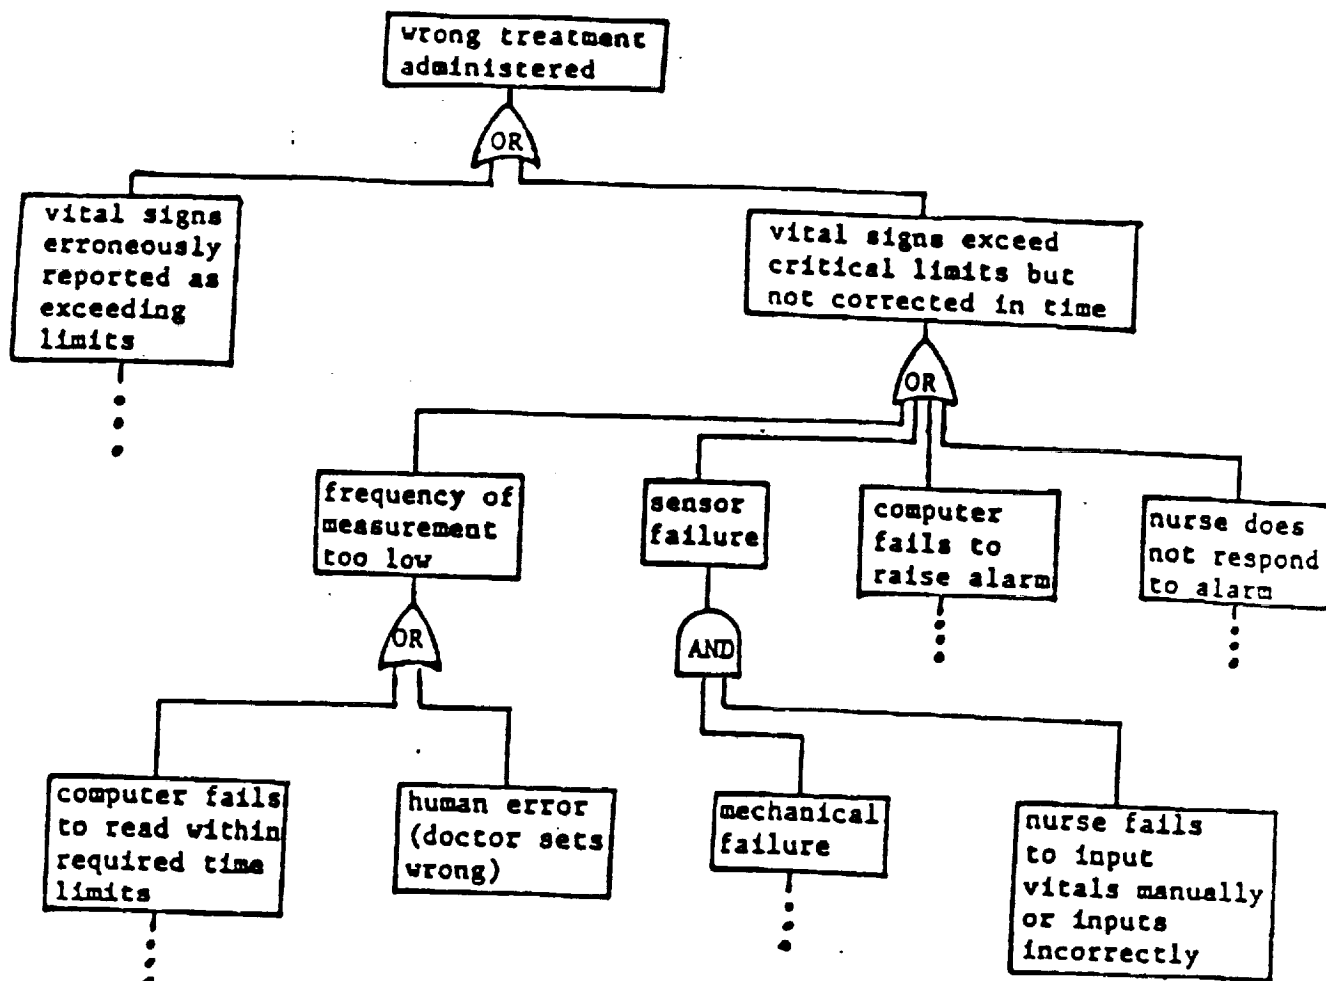 wrong treatment
administered
OR
vital signs
erroneously
reported as
exceeding
limits
vital signs exceed
critical limits but
not corrected in time
OR
frequency of
measurement
too low
sensor
failure
computer
fails to
raise alarm
nurse does
not respond
to alarm
OR
AND
computer fails
to read within
required time
limits
human error
(doctor sets
wrong)
mechanical
failure
nurse fails
to input
vitals manually
or inputs
incorrectly